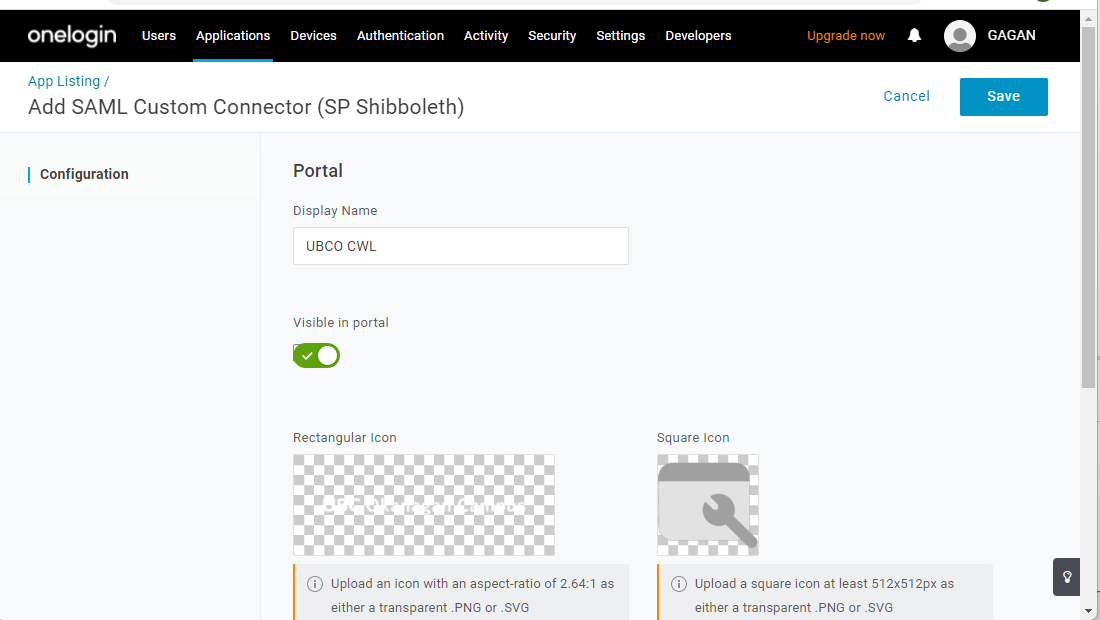 onelogin
Users Applications Devices Authentication Activity Security Settings Developers Upgrade now GAGAN
App Listing /
Add SAML Custom Connector (SP Shibboleth)
Cancel Save
Configuration
Portal
Display Name
UBCO CWL
Visible in portal
Rectangular Icon
UBC Okanagan Campus
Square Icon
Upload an icon with an aspect-ratio of 2.64:1 as
either a transparent .PNG or .SVG
Upload a square icon at least 512x512px as
either a transparent .PNG or .SVG